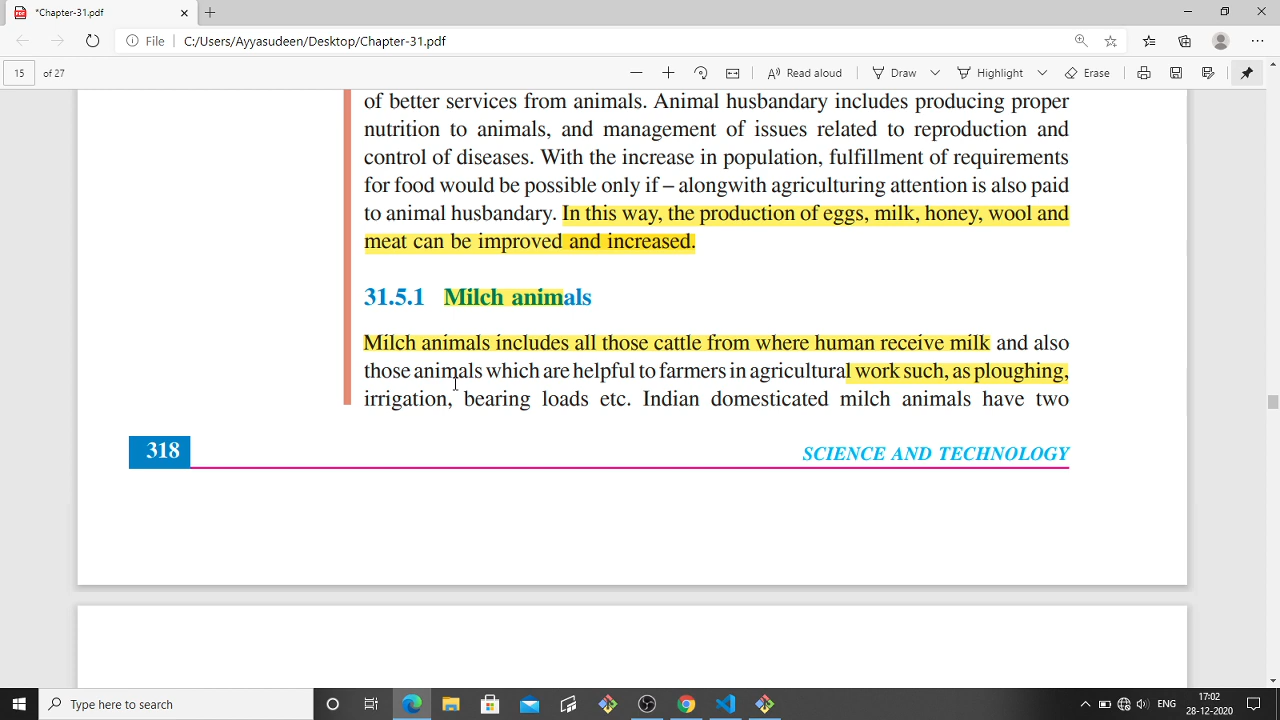 *Chapter-31.pdf
File C:/Users/Ayyasudeen/Desktop/Chapter-31.pdf
15 of 27 Read aloud Draw Highlight Erase
of better services from animals. Animal husbandary includes producing proper
nutrition to animals, and management of issues related to reproduction and
control of diseases. With the increase in population, fulfillment of requirements
for food would be possible only if – alongwith agriculturing attention is also paid
to animal husbandary. In this way, the production of eggs, milk, honey, wool and
meat can be improved and increased.
31.5.1 Milch animals
Milch animals includes all those cattle from where human receive milk and also
those animals which are helpful to farmers in agricultural work such, as ploughing,
irrigation, bearing loads etc. Indian domesticated milch animals have two
318 SCIENCE AND TECHNOLOGY
Type here to search ENG 17:02
28-12-2020